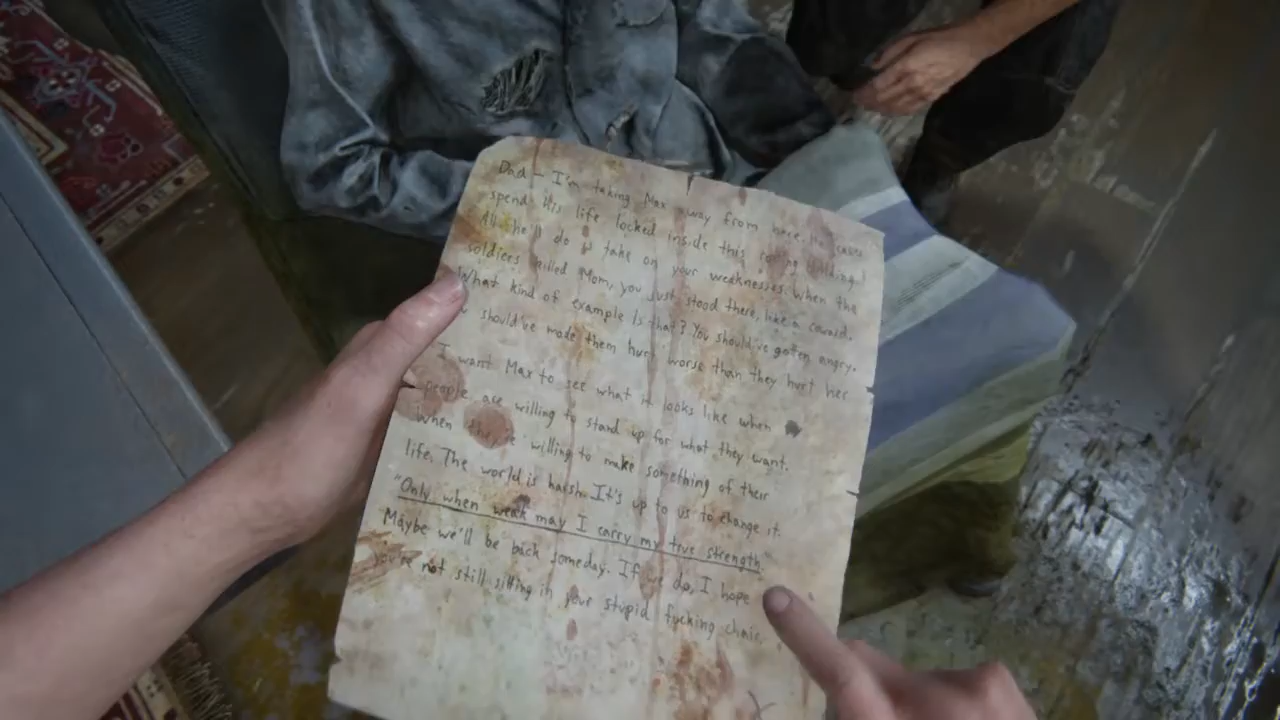 Dad - I'm taking Max away from here. He cares
spend his life locked inside this rotting building!
All he'll do is take on your weaknesses. When the
soldiers killed Mom, you just stood there, like a coward.
What kind of example is that? You should've gotten angry.
should've made them hurt worse than they hurt her
I want Max to see what it looks like when
people are willing to stand up for what they want.
When they're willing to make something of their
life. The world is harsh. It's up to us to change it.
"Only when weak may I carry my true strength"
Maybe we'll be back someday. If we do, I hope
you're not still sitting in your stupid fucking chair.